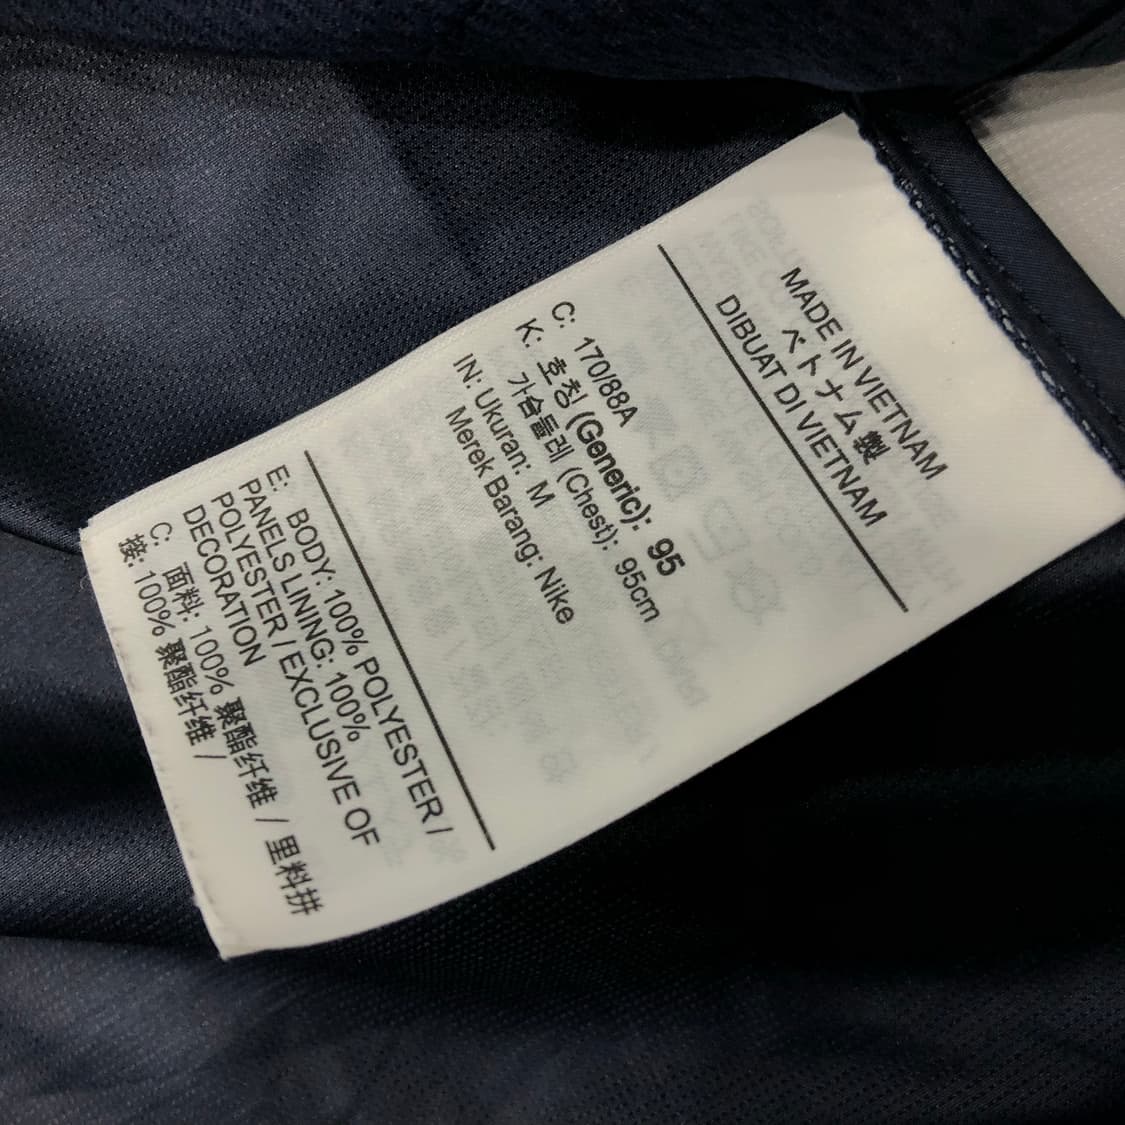 MADE IN VIETNAM
ベトナム製
DIBUAT DI VIETNAM
C: 170/88A
K: 호칭 (Generic): 95
가슴둘레 (Chest): 95cm
IN: Ukuran: M
Merek Barang: Nike
E: BODY: 100% POLYESTER /
PANELS LINING: 100%
POLYESTER / EXCLUSIVE OF
DECORATION
C: 面料: 100% 聚酯纤维 / 里料拼
接: 100% 聚酯纤维 /